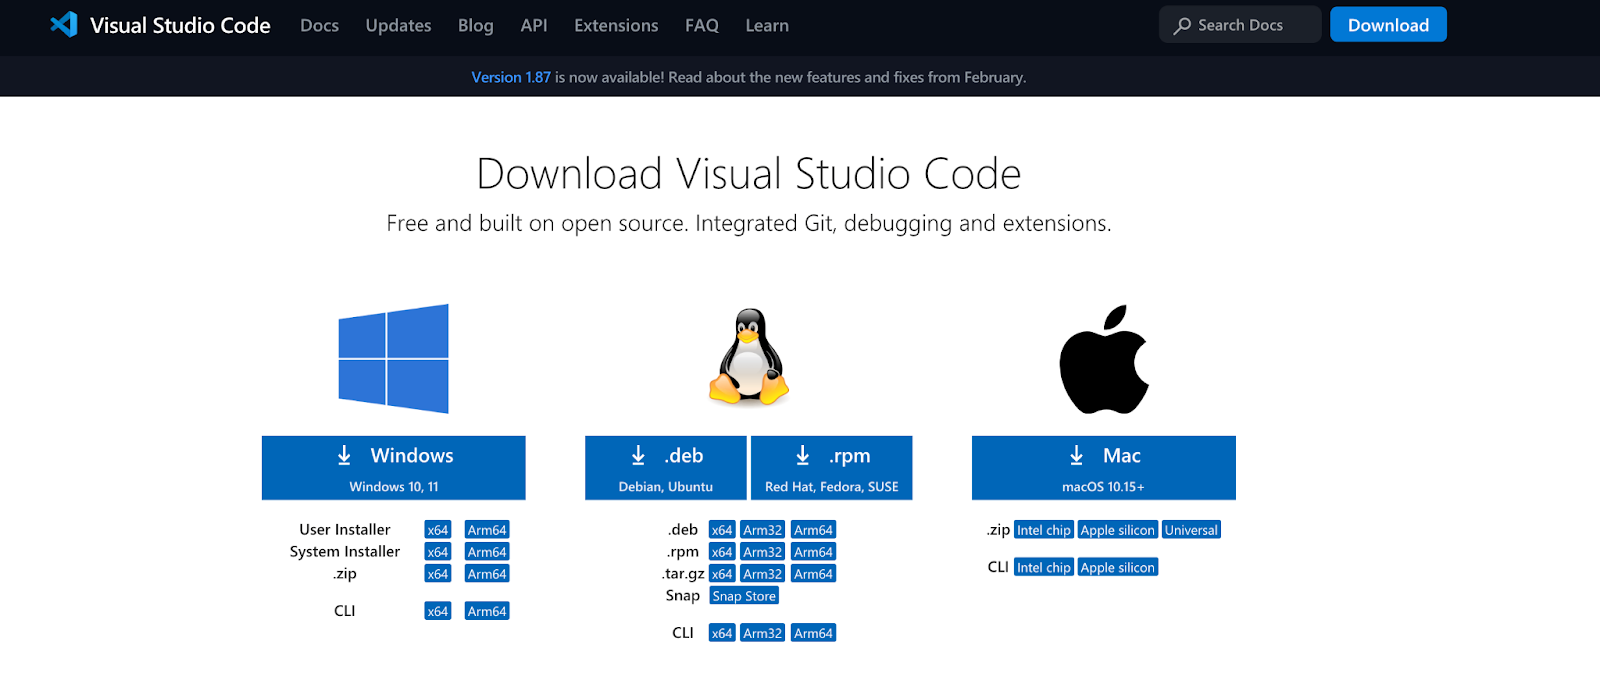 Visual Studio Code Docs Updates Blog API Extensions FAQ Learn Search Docs Download
Version 1.87 is now available! Read about the new features and fixes from February.
Download Visual Studio Code
Free and built on open source. Integrated Git, debugging and extensions.
Windows
Windows 10, 11
User Installer x64 Arm64
System Installer x64 Arm64
.zip x64 Arm64
CLI x64 Arm64
.deb
Debian, Ubuntu
.rpm
Red Hat, Fedora, SUSE
.deb x64 Arm32 Arm64
.rpm x64 Arm32 Arm64
.tar.gz x64 Arm32 Arm64
Snap Snap Store
CLI x64 Arm32 Arm64
Mac
macOS 10.15+
.zip Intel chip Apple silicon Universal
CLI Intel chip Apple silicon